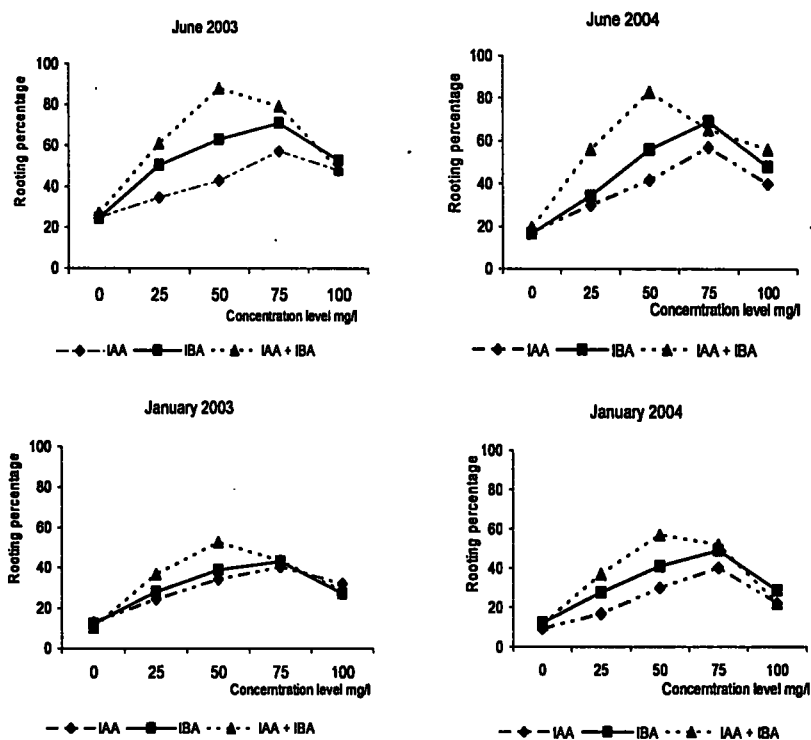 June 2003
Rooting percentage
100
80
60
40
20
0
0 25 50 75 100
Concentration level mg/l
IAA IBA IAA + IBA
June 2004
Rooting percentage
100
80
60
40
20
0
0 25 50 75 100
Concerntration level mg/l
IAA IBA IAA + IBA
January 2003
Rooting percentage
100
80
60
40
20
0
0 25 50 75 100
Concerntration level mg/l
IAA IBA IAA + IBA
January 2004
Rooting percentage
100
80
60
40
20
0
0 25 50 75 100
Concerntration level mg/l
IAA IBA IAA + IBA